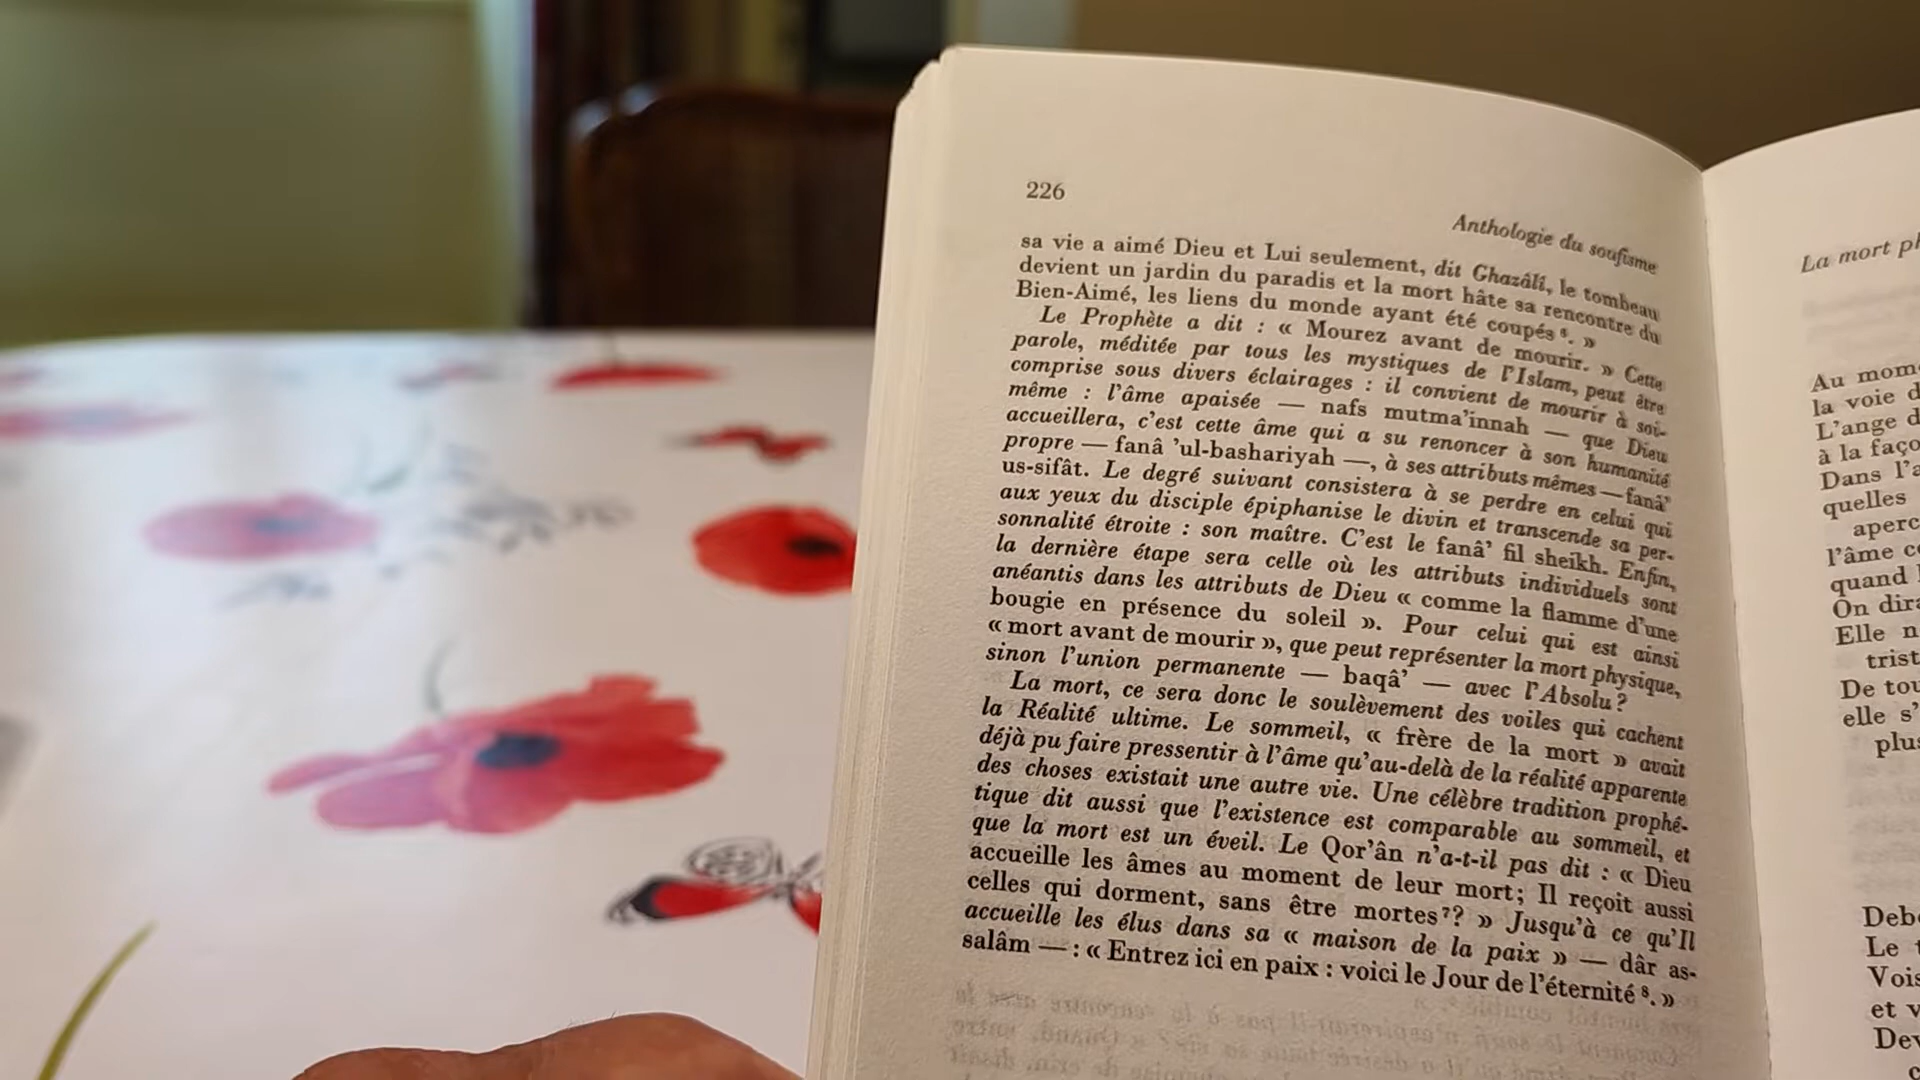 226
Anthologie du soufisme
sa vie a aimé Dieu et Lui seulement, dit Ghazâlî, le tombeau
devient un jardin du paradis et la mort hâte sa rencontre du
Bien-Aimé, les liens du monde ayant été coupés⁶. »
Le Prophète a dit : « Mourez avant de mourir. » Cette
parole, méditée par tous les mystiques de l'Islam, peut être
comprise sous divers éclairages : il convient de mourir à soi-
même : l'âme apaisée — nafs mutma'innah — que Dieu
accueillera, c'est cette âme qui a su renoncer à son humanité
propre — fanâ 'ul-bashariyah —, à ses attributs mêmes — fanâ'
us-sifât. Le degré suivant consistera à se perdre en celui qui
aux yeux du disciple épiphanise le divin et transcende sa per-
sonnalité étroite : son maître. C'est le fanâ' fil sheikh. Enfin,
la dernière étape sera celle où les attributs individuels sont
anéantis dans les attributs de Dieu « comme la flamme d'une
bougie en présence du soleil ». Pour celui qui est ainsi
« mort avant de mourir », que peut représenter la mort physique,
sinon l'union permanente — baqâ' — avec l'Absolu ?
La mort, ce sera donc le soulèvement des voiles qui cachent
la Réalité ultime. Le sommeil, « frère de la mort » avait
déjà pu faire pressentir à l'âme qu'au-delà de la réalité apparente
des choses existait une autre vie. Une célèbre tradition prophé-
tique dit aussi que l'existence est comparable au sommeil, et
que la mort est un éveil. Le Qor'ân n'a-t-il pas dit : « Dieu
accueille les âmes au moment de leur mort; Il reçoit aussi
celles qui dorment, sans être mortes⁷? » Jusqu'à ce qu'Il
accueille les élus dans sa « maison de la paix » — dâr as-
salâm — : « Entrez ici en paix : voici le Jour de l'éternité⁸. »
La mort
Au
la voie
L'ange
à la
Dans
quelles
l'âme
quand
On
Elle
De
elle s'
plus
Le
et